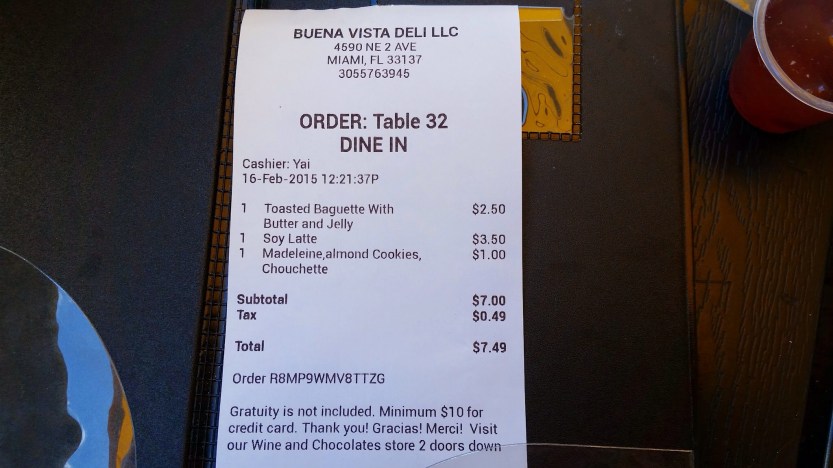 BUENA VISTA DELI LLC
4590 NE 2 AVE
MIAMI, FL 33137
3055763945
ORDER: Table 32
DINE IN
Cashier: Yai
16-Feb-2015 12:21:37P
1 Toasted Baguette With $2.50
Butter and Jelly
1 Soy Latte $3.50
1 Madeleine,almond Cookies, $1.00
Chouchette
Subtotal $7.00
Tax $0.49
Total $7.49
Order R8MP9WMV8TTZG
Gratuity is not included. Minimum $10 for
credit card. Thank you! Gracias! Merci! Visit
our Wine and Chocolates store 2 doors down